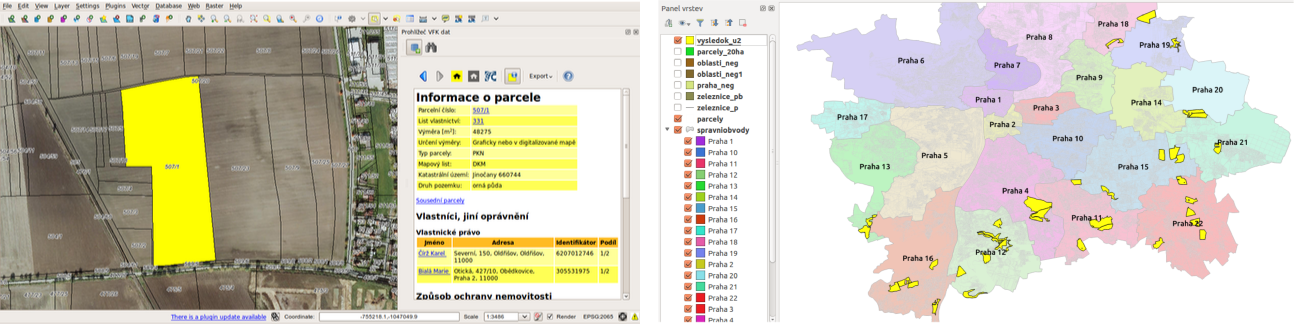 File Edit View Layer Settings Plugins Vector Database Web Raster Help
Prohlížeč VFK dat
Export
Informace o parcele
Parcelní číslo: 507/1
List vlastnictví: 331
Výměra [m²]: 48275
Určení výměry: Graficky nebo v digitalizované mapě
Typ parcely: PKN
Mapový list: DKM
Katastrální území: Jinočany 660744
Druh pozemku: orná půda
Sousední parcely
Vlastníci, jiní oprávnění
Vlastnické právo
Jméno Adresa Identifikátor Podíl
Čížl Karel Severní, 150, Oldřišov, Oldřišov, 11000 6207012746 1/2
Bialá Marie Otická, 427/10, Obědkovice, Praha 2, 11000 305531975 1/2
Způsob ochrany nemovitosti
507/1
There is a plugin update available
Coordinate: -755218.1,-1047049.9
Scale 1:3486
Render
EPSG:2065
Panel vrstev
vysledok_u2
parcely_20ha
oblasti_neg
oblasti_neg1
praha_neg
zeleznice_pb
zeleznice_p
parcely
spravniobvody
Praha 1
Praha 10
Praha 11
Praha 12
Praha 13
Praha 14
Praha 15
Praha 16
Praha 17
Praha 18
Praha 19
Praha 2
Praha 20
Praha 21
Praha 22
Praha 3
Praha 4
Praha 18
Praha 8
Praha 19
Praha 6
Praha 7
Praha 9
Praha 20
Praha 1
Praha 3
Praha 14
Praha 17
Praha 2
Praha 10
Praha 21
Praha 5
Praha 13
Praha 15
Praha 4
Praha 11
Praha 22
Praha 12
Praha 16